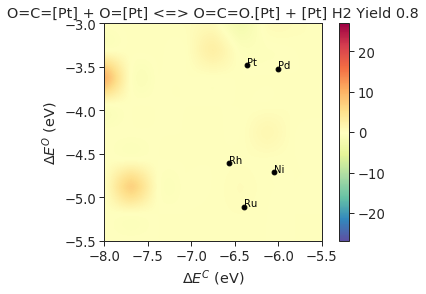 O=C=[Pt] + O=[Pt] <=> O=C=O.[Pt] + [Pt] H2 Yield 0.8
−3.0
−3.5
−4.0
−4.5
−5.0
−5.5
ΔE^O (eV)
Pt
Pd
Rh
Ni
Ru
−8.0 −7.5 −7.0 −6.5 −6.0 −5.5
ΔE^C (eV)
20
10
0
−10
−20